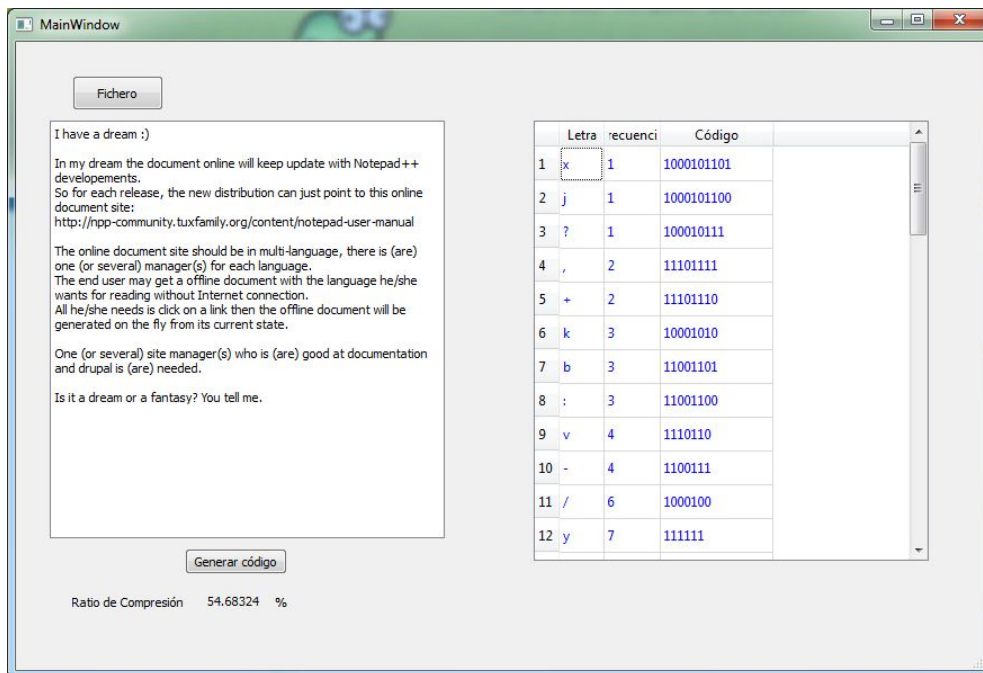 MainWindow
Fichero
I have a dream :)
In my dream the document online will keep update with Notepad++
developements.
So for each release, the new distribution can just point to this online
document site:
http://npp-community.tuxfamily.org/content/notepad-user-manual
The online document site should be in multi-language, there is (are)
one (or several) manager(s) for each language.
The end user may get a offline document with the language he/she
wants for reading without Internet connection.
All he/she needs is click on a link then the offline document will be
generated on the fly from its current state.
One (or several) site manager(s) who is (are) good at documentation
and drupal is (are) needed.
Is it a dream or a fantasy? You tell me.
Generar código
Ratio de Compresión 54.68324 %
Letra recuenci Código
1 x 1 1000101101
2 j 1 1000101100
3 ? 1 100010111
4 , 2 11101111
5 + 2 11101110
6 k 3 10001010
7 b 3 11001101
8 : 3 11001100
9 v 4 1110110
10 - 4 1100111
11 / 6 1000100
12 y 7 111111